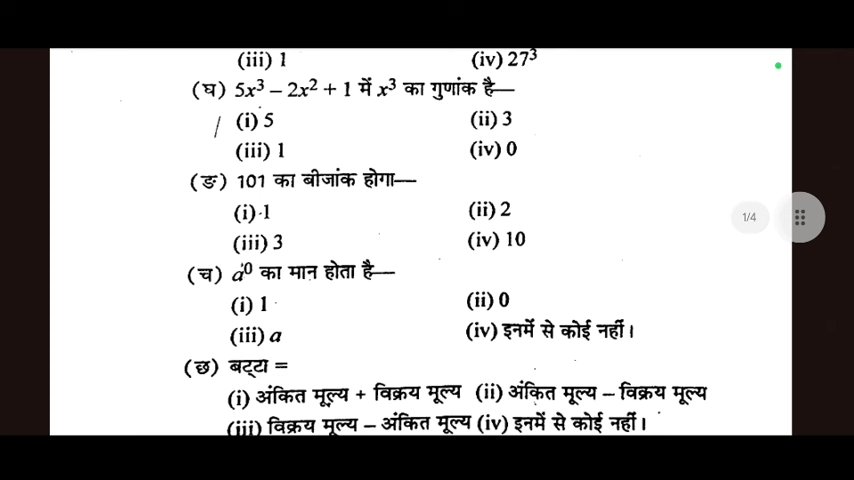 (iii) 1 (iv) 27³
(घ) 5x³ – 2x² + 1 में x³ का गुणांक है—
(i) 5 (ii) 3
(iii) 1 (iv) 0
(ङ) 101 का बीजांक होगा—
(i) 1 (ii) 2
(iii) 3 (iv) 10
(च) a⁰ का मान होता है—
(i) 1 (ii) 0
(iii) a (iv) इनमें से कोई नहीं।
(छ) बट्टा =
(i) अंकित मूल्य + विक्रय मूल्य (ii) अंकित मूल्य – विक्रय मूल्य
(iii) विक्रय मूल्य – अंकित मूल्य (iv) इनमें से कोई नहीं।
1/4